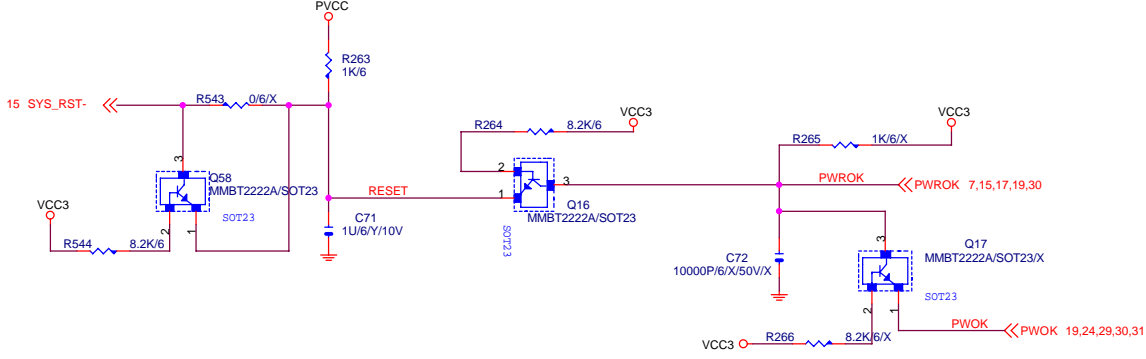 PVCC
R263
1K/6
15 SYS_RST-
R543
0/6/X
3
Q58
MMBT2222A/SOT23
SOT23
VCC3
R544
8.2K/6
2
1
RESET
C71
1U/6/Y/10V
R264
8.2K/6
VCC3
2
1
3
Q16
MMBT2222A/SOT23
SOT23
VCC3
R265
1K/6/X
PWROK
PWROK 7,15,17,19,30
C72
10000P/6/X/50V/X
3
Q17
MMBT2222A/SOT23/X
SOT23
2
1
PWOK
PWOK 19,24,29,30,31
VCC3
R266
8.2K/6/X